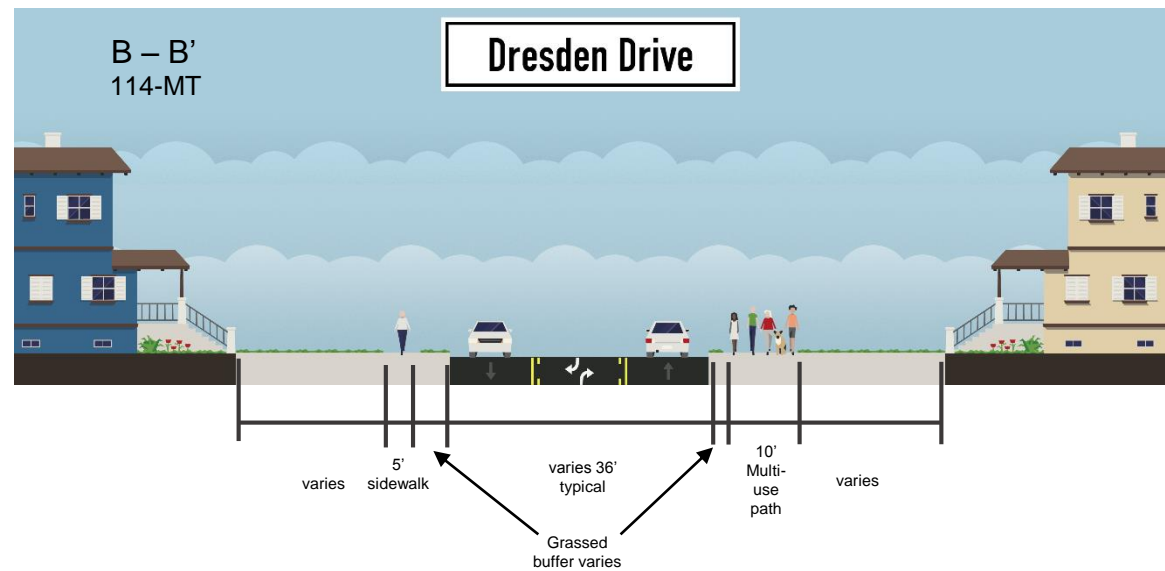 B – B’
114-MT
Dresden Drive
varies
5’
sidewalk
varies 36’
typical
10’
Multi-
use
path
varies
Grassed
buffer varies